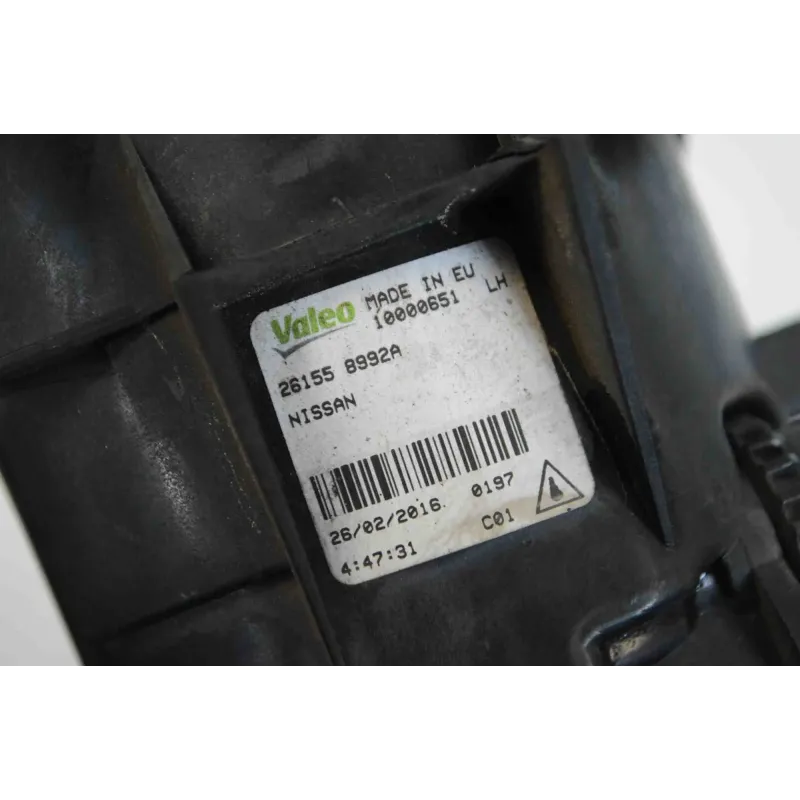 Valeo MADE IN EU LH
10000651
26155 8992A
NISSAN
26/02/2016 0197
4:47:31 C01